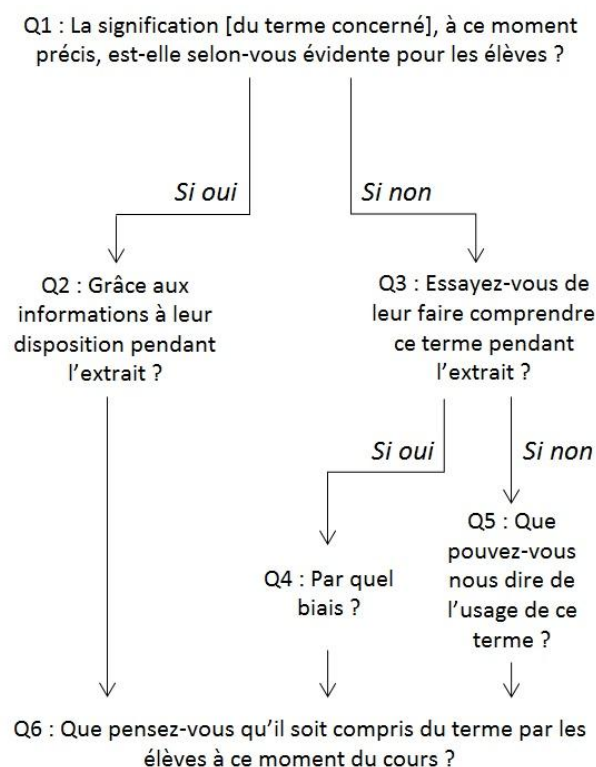 Q1 : La signification [du terme concerné], à ce moment
précis, est-elle selon-vous évidente pour les élèves ?
Si oui
Si non
Q2 : Grâce aux
informations à leur
disposition pendant
l'extrait ?
Q3 : Essayez-vous de
leur faire comprendre
ce terme pendant
l'extrait ?
Si oui
Si non
Q4 : Par quel
biais ?
Q5 : Que
pouvez-vous
nous dire de
l'usage de ce
terme ?
Q6 : Que pensez-vous qu'il soit compris du terme par les
élèves à ce moment du cours ?